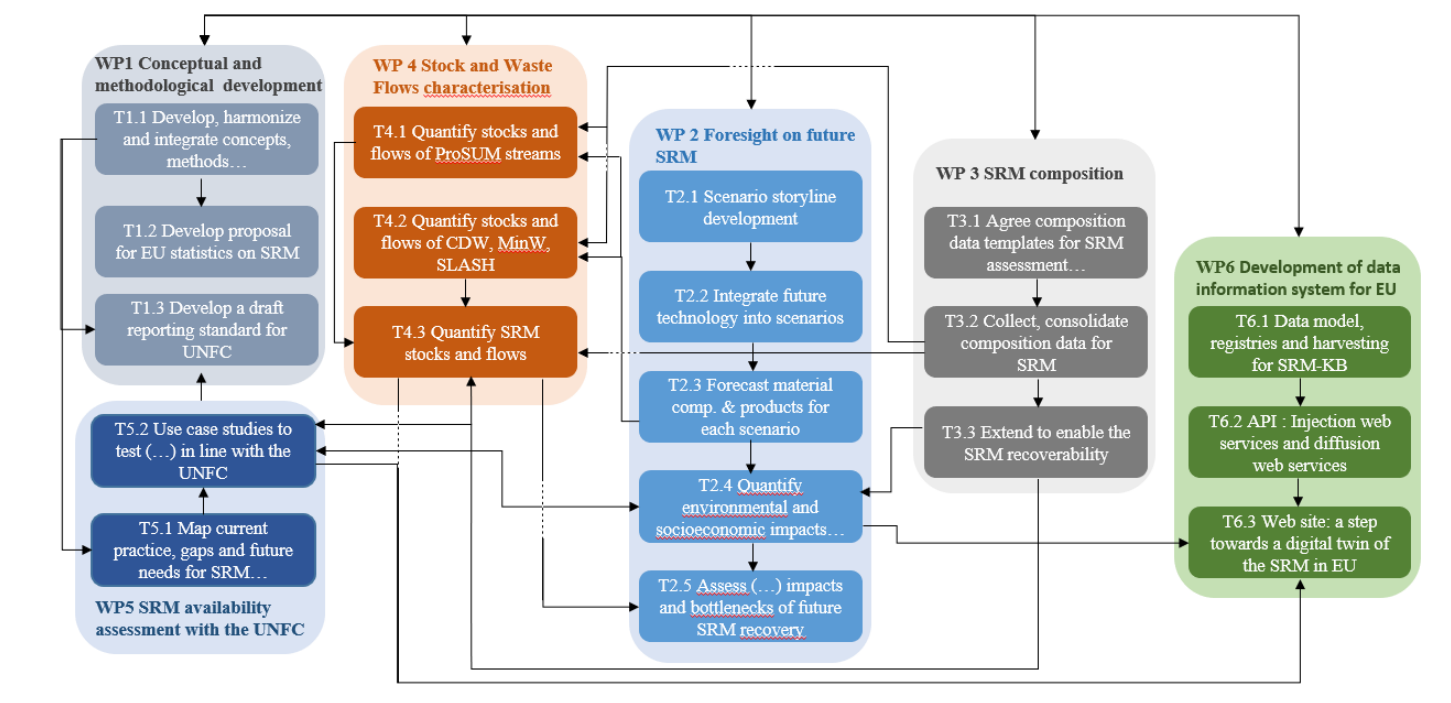 WP1 Conceptual and
methodological development
T1.1 Develop, harmonize
and integrate concepts,
methods…
T1.2 Develop proposal
for EU statistics on SRM
T1.3 Develop a draft
reporting standard for
UNFC
T5.2 Use case studies to
test (…) in line with the
UNFC
T5.1 Map current
practice, gaps and future
needs for SRM…
WP5 SRM availability
assessment with the UNFC
WP 4 Stock and Waste
Flows characterisation
T4.1 Quantify stocks and
flows of ProSUM streams
T4.2 Quantify stocks and
flows of CDW, MinW,
SLASH
T4.3 Quantify SRM
stocks and flows
WP 2 Foresight on future
SRM
T2.1 Scenario storyline
development
T2.2 Integrate future
technology into scenarios
T2.3 Forecast material
comp. & products for
each scenario
T2.4 Quantify
environmental and
socioeconomic impacts…
T2.5 Assess (…) impacts
and bottlenecks of future
SRM recovery
WP 3 SRM composition
T3.1 Agree composition
data templates for SRM
assessment…
T3.2 Collect, consolidate
composition data for
SRM
T3.3 Extend to enable the
SRM recoverability
WP6 Development of data
information system for EU
T6.1 Data model,
registries and harvesting
for SRM-KB
T6.2 API : Injection web
services and diffusion
web services
T6.3 Web site: a step
towards a digital twin of
the SRM in EU